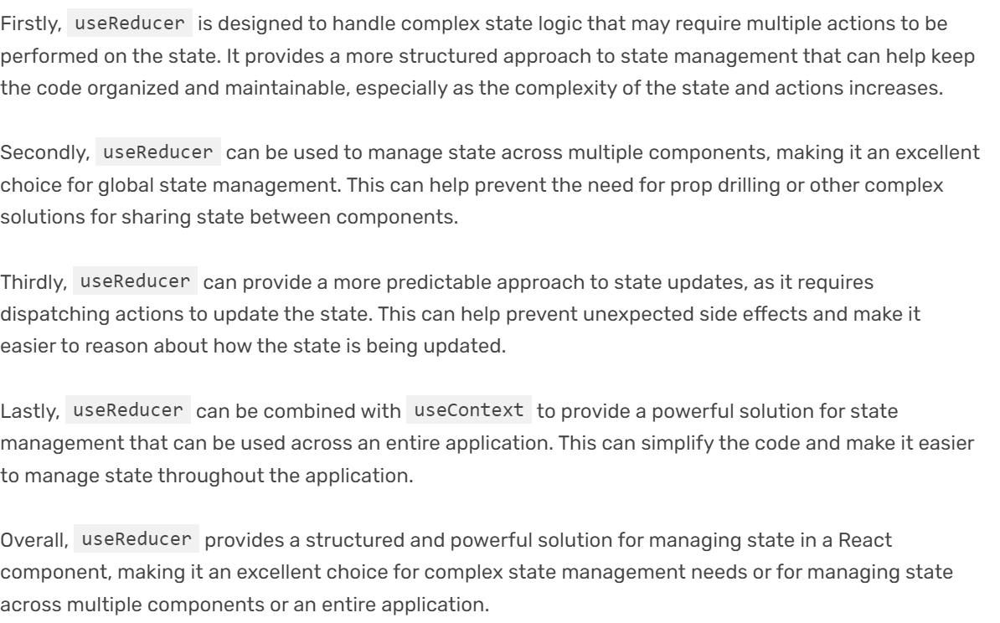 Firstly, useReducer is designed to handle complex state logic that may require multiple actions to be
performed on the state. It provides a more structured approach to state management that can help keep
the code organized and maintainable, especially as the complexity of the state and actions increases.
Secondly, useReducer can be used to manage state across multiple components, making it an excellent
choice for global state management. This can help prevent the need for prop drilling or other complex
solutions for sharing state between components.
Thirdly, useReducer can provide a more predictable approach to state updates, as it requires
dispatching actions to update the state. This can help prevent unexpected side effects and make it
easier to reason about how the state is being updated.
Lastly, useReducer can be combined with useContext to provide a powerful solution for state
management that can be used across an entire application. This can simplify the code and make it easier
to manage state throughout the application.
Overall, useReducer provides a structured and powerful solution for managing state in a React
component, making it an excellent choice for complex state management needs or for managing state
across multiple components or an entire application.